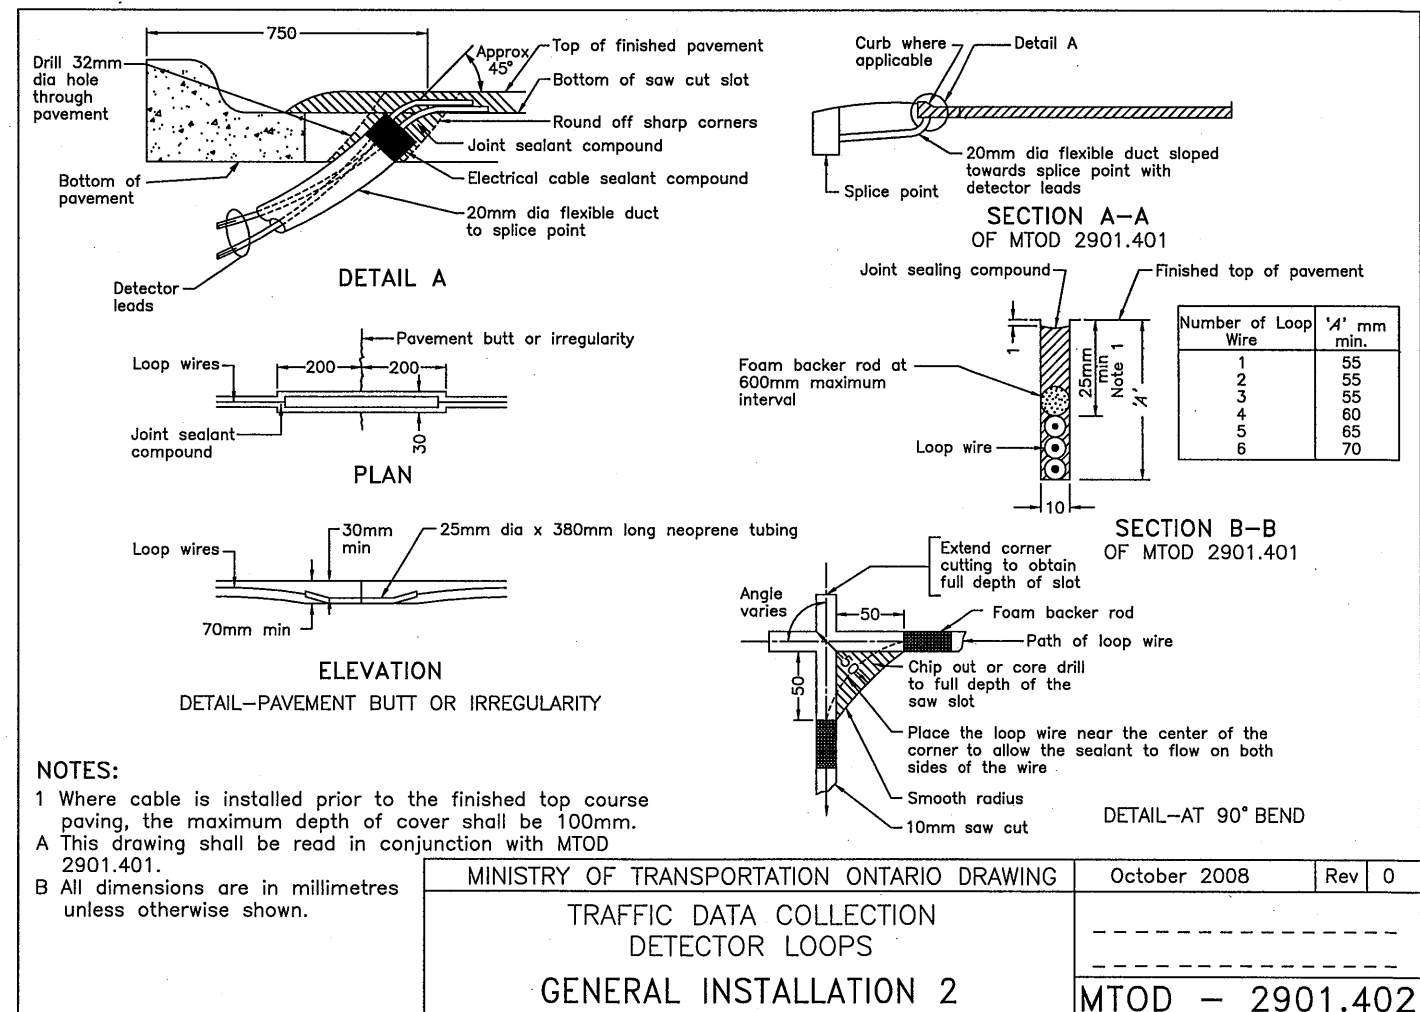 750
Drill 32mm
dia hole
through
pavement
Approx
45°
Top of finished pavement
Bottom of saw cut slot
Round off sharp corners
Joint sealant compound
Electrical cable sealant compound
20mm dia flexible duct
to splice point
Bottom of
pavement
Detector
leads
DETAIL A
Curb where
applicable
Detail A
20mm dia flexible duct sloped
towards splice point with
detector leads
Splice point
SECTION A-A
OF MTOD 2901.401
Pavement butt or irregularity
Loop wires
200
200
Joint sealant
compound
30
PLAN
Joint sealing compound
Finished top of pavement
1
25mm
min
Note 1
'A'
Foam backer rod at
600mm maximum
interval
Loop wire
10
SECTION B-B
OF MTOD 2901.401
Number of Loop Wire 'A' mm min.
1 55
2 55
3 55
4 60
5 65
6 70
30mm
min
25mm dia x 380mm long neoprene tubing
Loop wires
70mm min
ELEVATION
DETAIL-PAVEMENT BUTT OR IRREGULARITY
Extend corner
cutting to obtain
full depth of slot
Angle
varies
50
Foam backer rod
Path of loop wire
50
50
Chip out or core drill
to full depth of the
saw slot
Place the loop wire near the center of the
corner to allow the sealant to flow on both
sides of the wire
Smooth radius
10mm saw cut
DETAIL-AT 90° BEND
NOTES:
1 Where cable is installed prior to the finished top course
paving, the maximum depth of cover shall be 100mm.
A This drawing shall be read in conjunction with MTOD
2901.401.
B All dimensions are in millimetres
unless otherwise shown.
MINISTRY OF TRANSPORTATION ONTARIO DRAWING
October 2008
Rev 0
TRAFFIC DATA COLLECTION
DETECTOR LOOPS
GENERAL INSTALLATION 2
MTOD - 2901.402